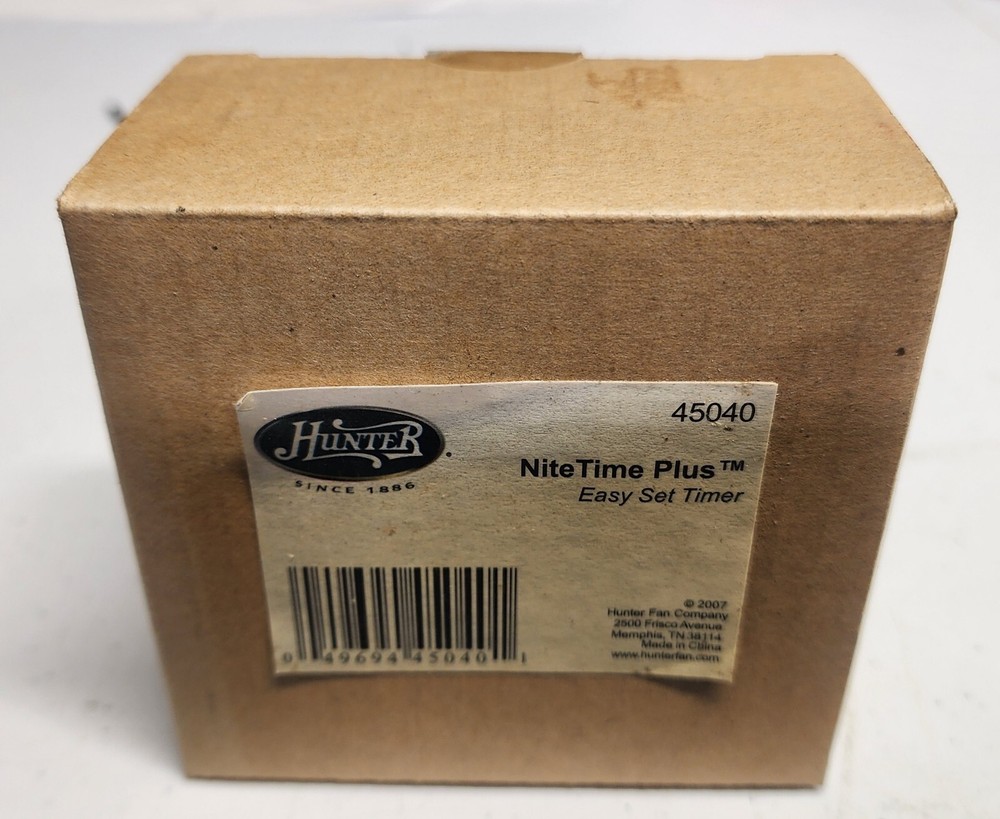 HUNTER
SINCE 1886
45040
NiteTime Plus™
Easy Set Timer
© 2007
Hunter Fan Company
2500 Frisco Avenue
Memphis, TN 38114
Made in China
www.hunterfan.com
0 49694 45040 1